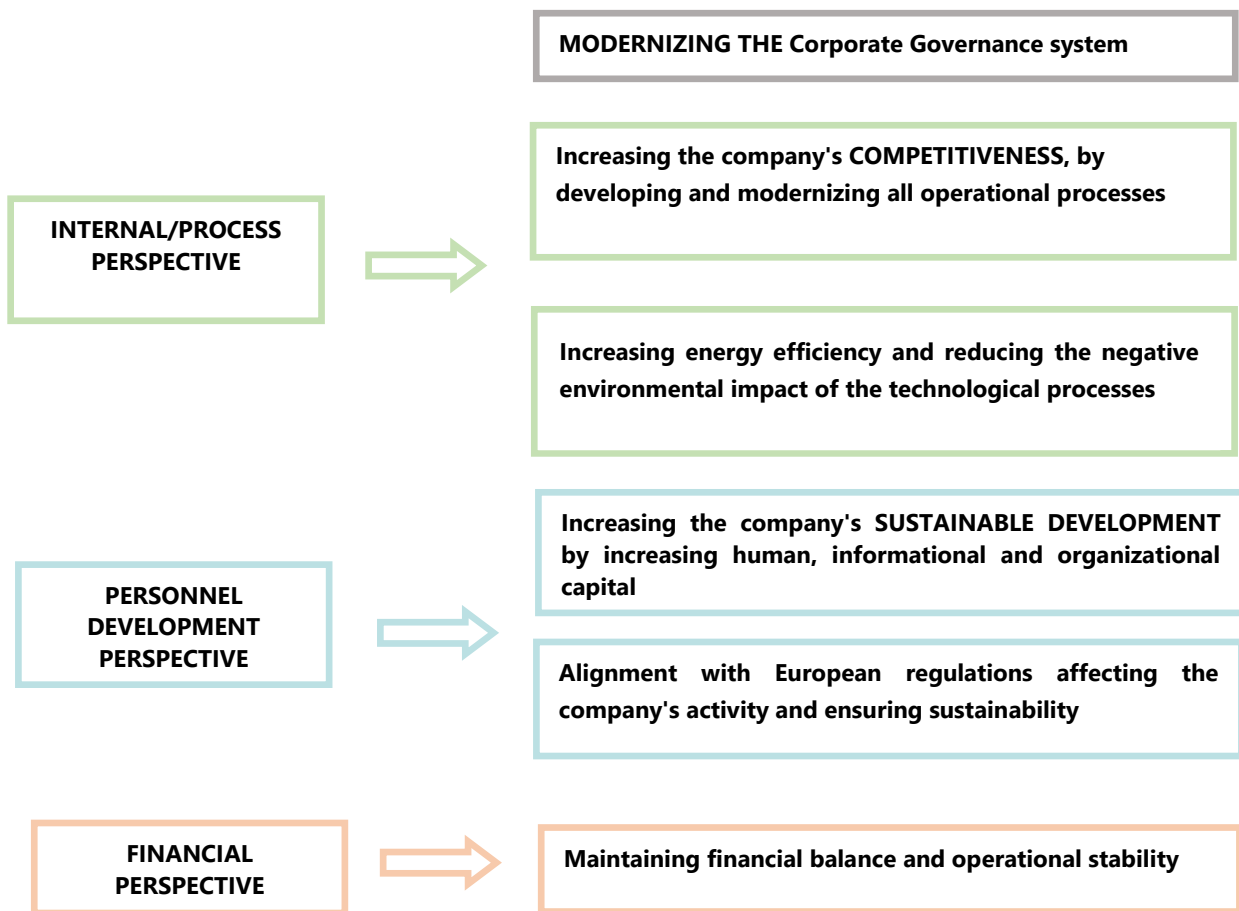 MODERNIZING THE Corporate Governance system
INTERNAL/PROCESS
PERSPECTIVE
Increasing the company's COMPETITIVENESS, by
developing and modernizing all operational processes
Increasing energy efficiency and reducing the negative
environmental impact of the technological processes
PERSONNEL
DEVELOPMENT
PERSPECTIVE
Increasing the company's SUSTAINABLE DEVELOPMENT
by increasing human, informational and organizational
capital
Alignment with European regulations affecting the
company's activity and ensuring sustainability
FINANCIAL
PERSPECTIVE
Maintaining financial balance and operational stability